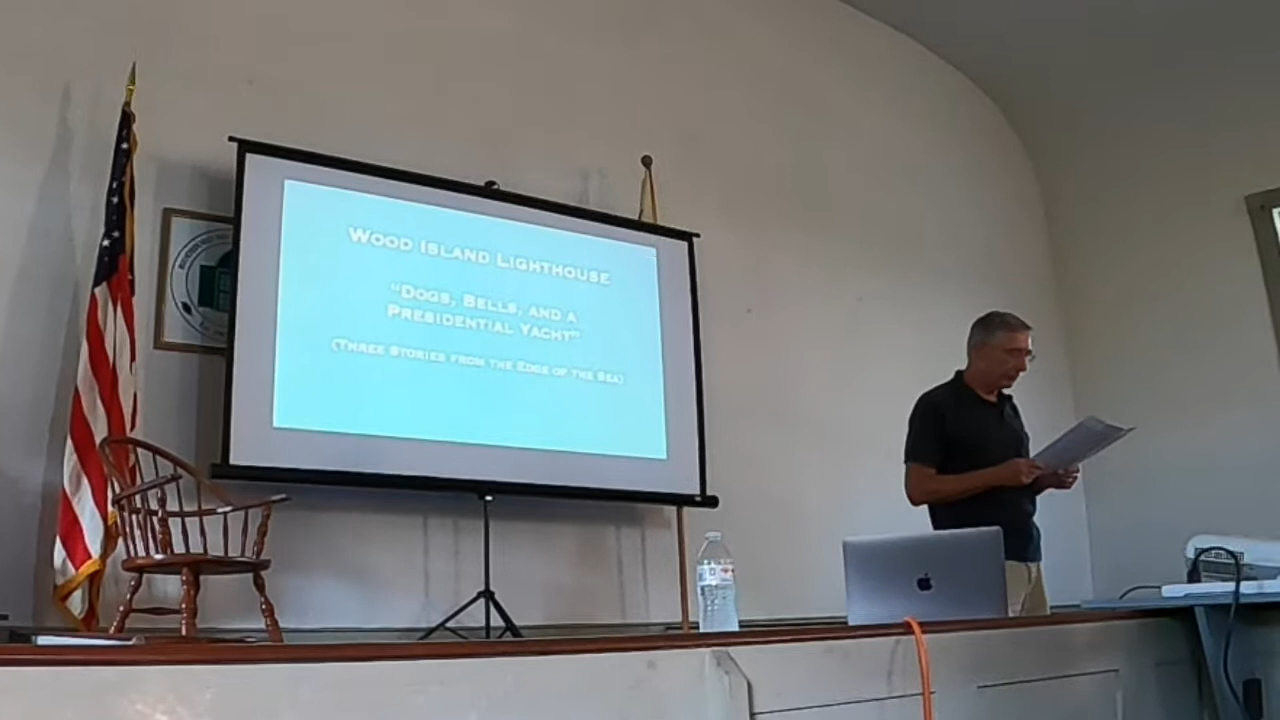 WOOD ISLAND LIGHTHOUSE
"DOGS, BELLS, AND A
PRESIDENTIAL YACHT"
(THREE STORIES FROM THE EDGE OF THE SEA)